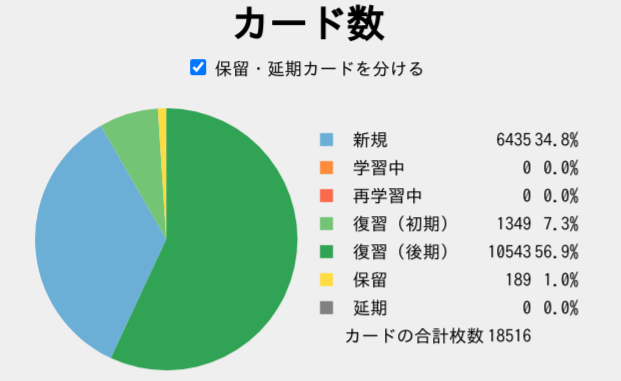 カード数
保留・延期カードを分ける
新規 6435 34.8%
学習中 0 0.0%
再学習中 0 0.0%
復習（初期） 1349 7.3%
復習（後期） 10543 56.9%
保留 189 1.0%
延期 0 0.0%
カードの合計枚数 18516